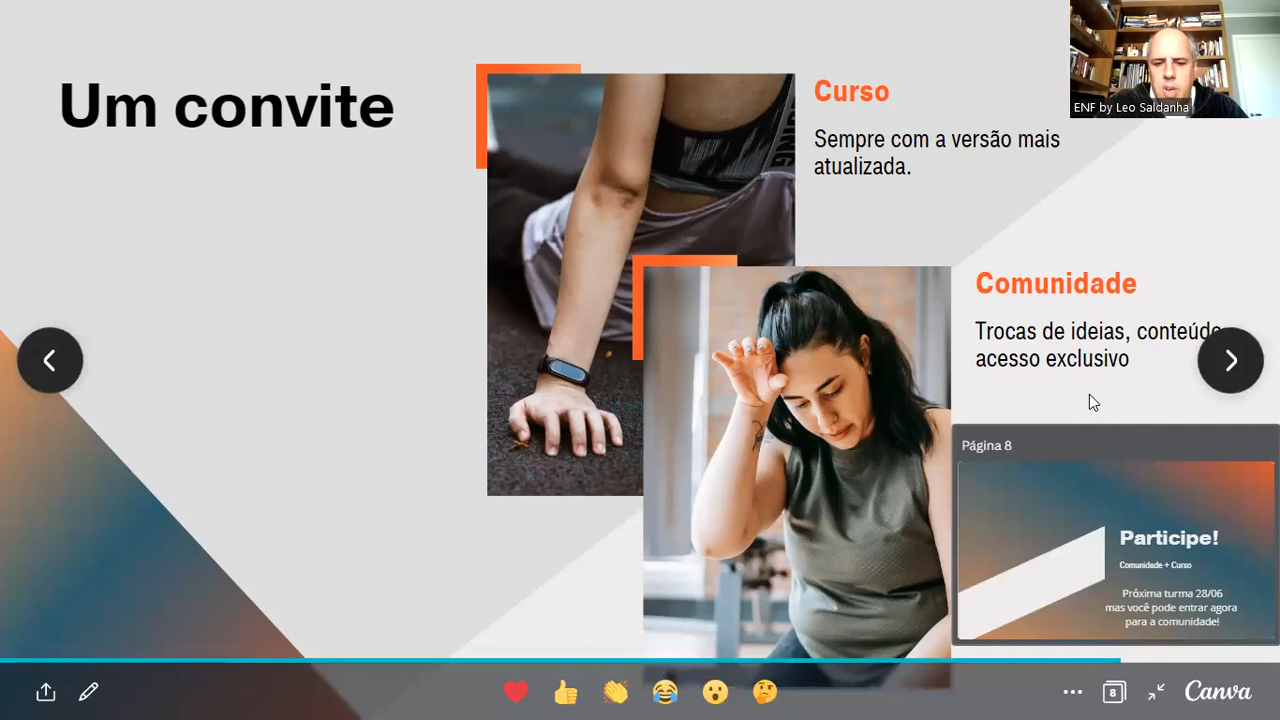 Um convite
Curso
Sempre com a versão mais
atualizada.
ENF by Leo Saldanha
Comunidade
Trocas de ideias, conteúdo
acesso exclusivo
Página 8
Participe!
Comunidade + Curso
Próxima turma 28/06
mas você pode entrar agora
para a comunidade!
8
Canva